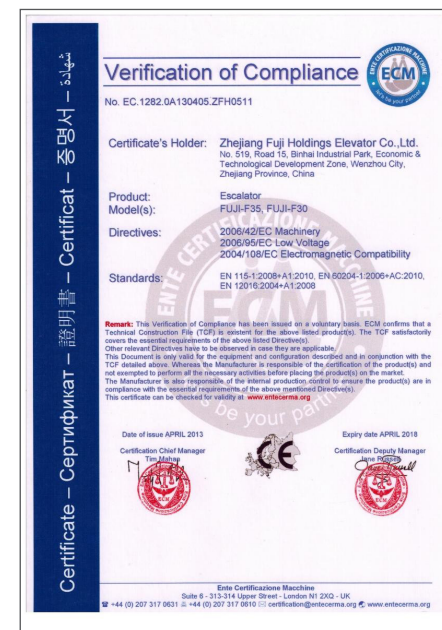 Certificate – Сертификат – 證明書 – Certificat – 증명서 – شهادة
Verification of Compliance
ENTE CERTIFICAZIONE MACCHINE
ECM
let's be your partner
No. EC.1282.0A130405.ZFH0511
Certificate's Holder: Zhejiang Fuji Holdings Elevator Co.,Ltd.
No. 519, Road 15, Binhai Industrial Park, Economic &
Technological Development Zone, Wenzhou City,
Zhejiang Province, China
Product: Escalator
Model(s): FUJI-F35, FUJI-F30
Directives: 2006/42/EC Machinery
2006/95/EC Low Voltage
2004/108/EC Electromagnetic Compatibility
Standards: EN 115-1:2008+A1:2010, EN 60204-1:2006+AC:2010,
EN 12016:2004+A1:2008
Remark: This Verification of Compliance has been issued on a voluntary basis. ECM confirms that a
Technical Construction File (TCF) is existent for the above listed product(s). The TCF satisfactorily
covers the essential requirements of the above listed Directive(s).
Other relevant Directives have to be observed in case they are applicable.
This Document is only valid for the equipment and configuration described and in conjunction with the
TCF detailed above. Whereas the Manufacturer is responsible of the certification of the product(s) and
not exempted to perform all the necessary activities before placing the product(s) on the market.
The Manufacturer is also responsible of the internal production control to ensure the product(s) are in
compliance with the essential requirements of the above mentioned Directive(s).
This certificate can be checked for validity at www.entecerma.org
Date of issue APRIL 2013 Expiry date APRIL 2018
Certification Chief Manager Certification Deputy Manager
Tim Mahan Jane Russell
Ente Certificazione Macchine
Suite 6 - 313-314 Upper Street - London N1 2XQ - UK
+44 (0) 207 317 0631 +44 (0) 207 317 0610 certification@entecerma.org www.entecerma.org